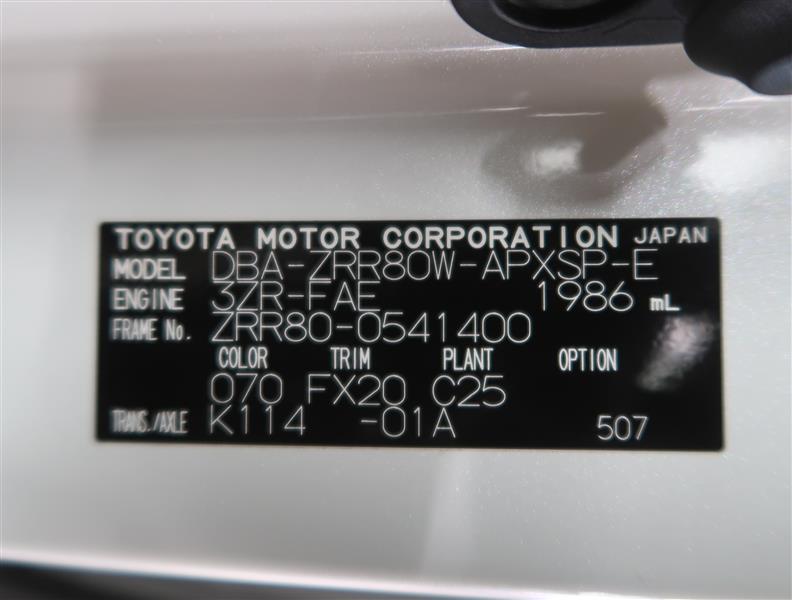 TOYOTA MOTOR CORPORATION JAPAN
MODEL DBA-ZRR80W-APXSP-E
ENGINE 3ZR-FAE 1986 mL
FRAME No. ZRR80-0541400
COLOR TRIM PLANT OPTION
070 FX20 C25
TRANS./AXLE K114 -01A 507